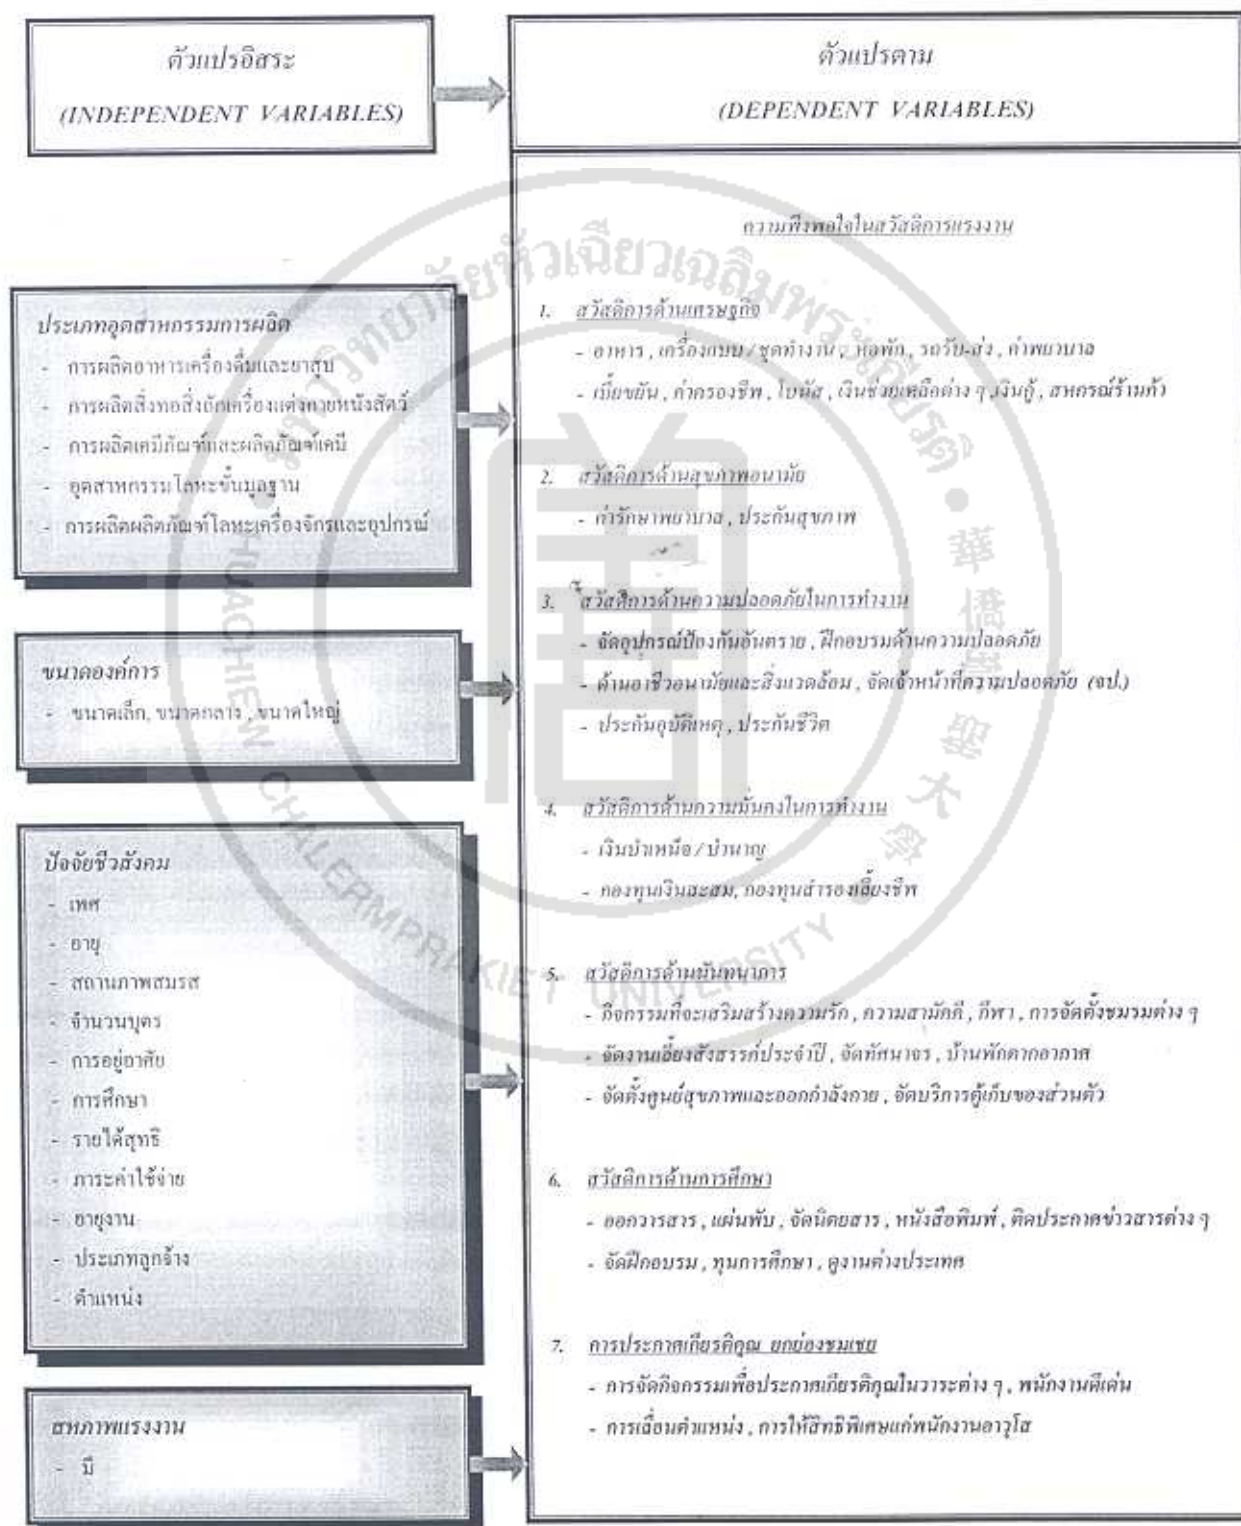 ตัวแปรอิสระ
(INDEPENDENT VARIABLES)
ตัวแปรตาม
(DEPENDENT VARIABLES)
ประเภทอุตสาหกรรมการผลิต
- การผลิตอาหารเครื่องดื่มและยาสูบ
- การผลิตสิ่งทอสิ่งถักเครื่องแต่งกายหนังสัตว์
- การผลิตเคมีภัณฑ์และผลิตภัณฑ์เคมี
- อุตสาหกรรมโลหะขั้นมูลฐาน
- การผลิตผลิตภัณฑ์โลหะเครื่องจักรและอุปกรณ์
ขนาดองค์การ
- ขนาดเล็ก, ขนาดกลาง , ขนาดใหญ่
ปัจจัยชีวสังคม
- เพศ
- อายุ
- สถานภาพสมรส
- จำนวนบุตร
- การอยู่อาศัย
- การศึกษา
- รายได้สุทธิ
- ภาระค่าใช้จ่าย
- อายุงาน
- ประเภทลูกจ้าง
- ตำแหน่ง
สหภาพแรงงาน
- มี
ความพึงพอใจในสวัสดิการแรงงาน
1. สวัสดิการด้านเศรษฐกิจ
- อาหาร , เครื่องแบบ / ชุดทำงาน , หอพัก , รถรับ-ส่ง , ค่าพยาบาล
- เบี้ยขยัน , ค่าครองชีพ , โบนัส , เงินช่วยเหลือต่าง ๆ ,เงินกู้ , สหกรณ์ร้านค้า
2. สวัสดิการด้านสุขภาพอนามัย
- ค่ารักษาพยาบาล , ประกันสุขภาพ
3. สวัสดิการด้านความปลอดภัยในการทำงาน
- จัดอุปกรณ์ป้องกันอันตราย , ฝึกอบรมด้านความปลอดภัย
- ด้านอาชีวอนามัยและสิ่งแวดล้อม , จัดเจ้าหน้าที่ความปลอดภัย (จป.)
- ประกันอุบัติเหตุ , ประกันชีวิต
4. สวัสดิการด้านความมั่นคงในการทำงาน
- เงินบำเหน็จ / บำนาญ
- กองทุนเงินสะสม, กองทุนสำรองเลี้ยงชีพ
5. สวัสดิการด้านนันทนาการ
- กิจกรรมที่จะเสริมสร้างความรัก , ความสามัคคี , กีฬา , การจัดตั้งชมรมต่าง ๆ
- จัดงานเลี้ยงสังสรรค์ประจำปี , จัดทัศนาจร , บ้านพักตากอากาศ
- จัดตั้งศูนย์สุขภาพและออกกำลังกาย , จัดบริการตู้เก็บของส่วนตัว
6. สวัสดิการด้านการศึกษา
- ออกวารสาร , แผ่นพับ , จัดนิตยสาร , หนังสือพิมพ์ , ติดประกาศข่าวสารต่าง ๆ
- จัดฝึกอบรม , ทุนการศึกษา , ดูงานต่างประเทศ
7. การประกาศเกียรติคุณ ยกย่องชมเชย
- การจัดกิจกรรมเพื่อประกาศเกียรติคุณในวาระต่าง ๆ , พนักงานดีเด่น
- การเลื่อนตำแหน่ง , การให้สิทธิพิเศษแก่พนักงานอาวุโส
มหาวิทยาลัยหัวเฉียวเฉลิมพระเกียรติ
HUACHIEW CHALERMPRAKIET UNIVERSITY
華僑崇聖大學